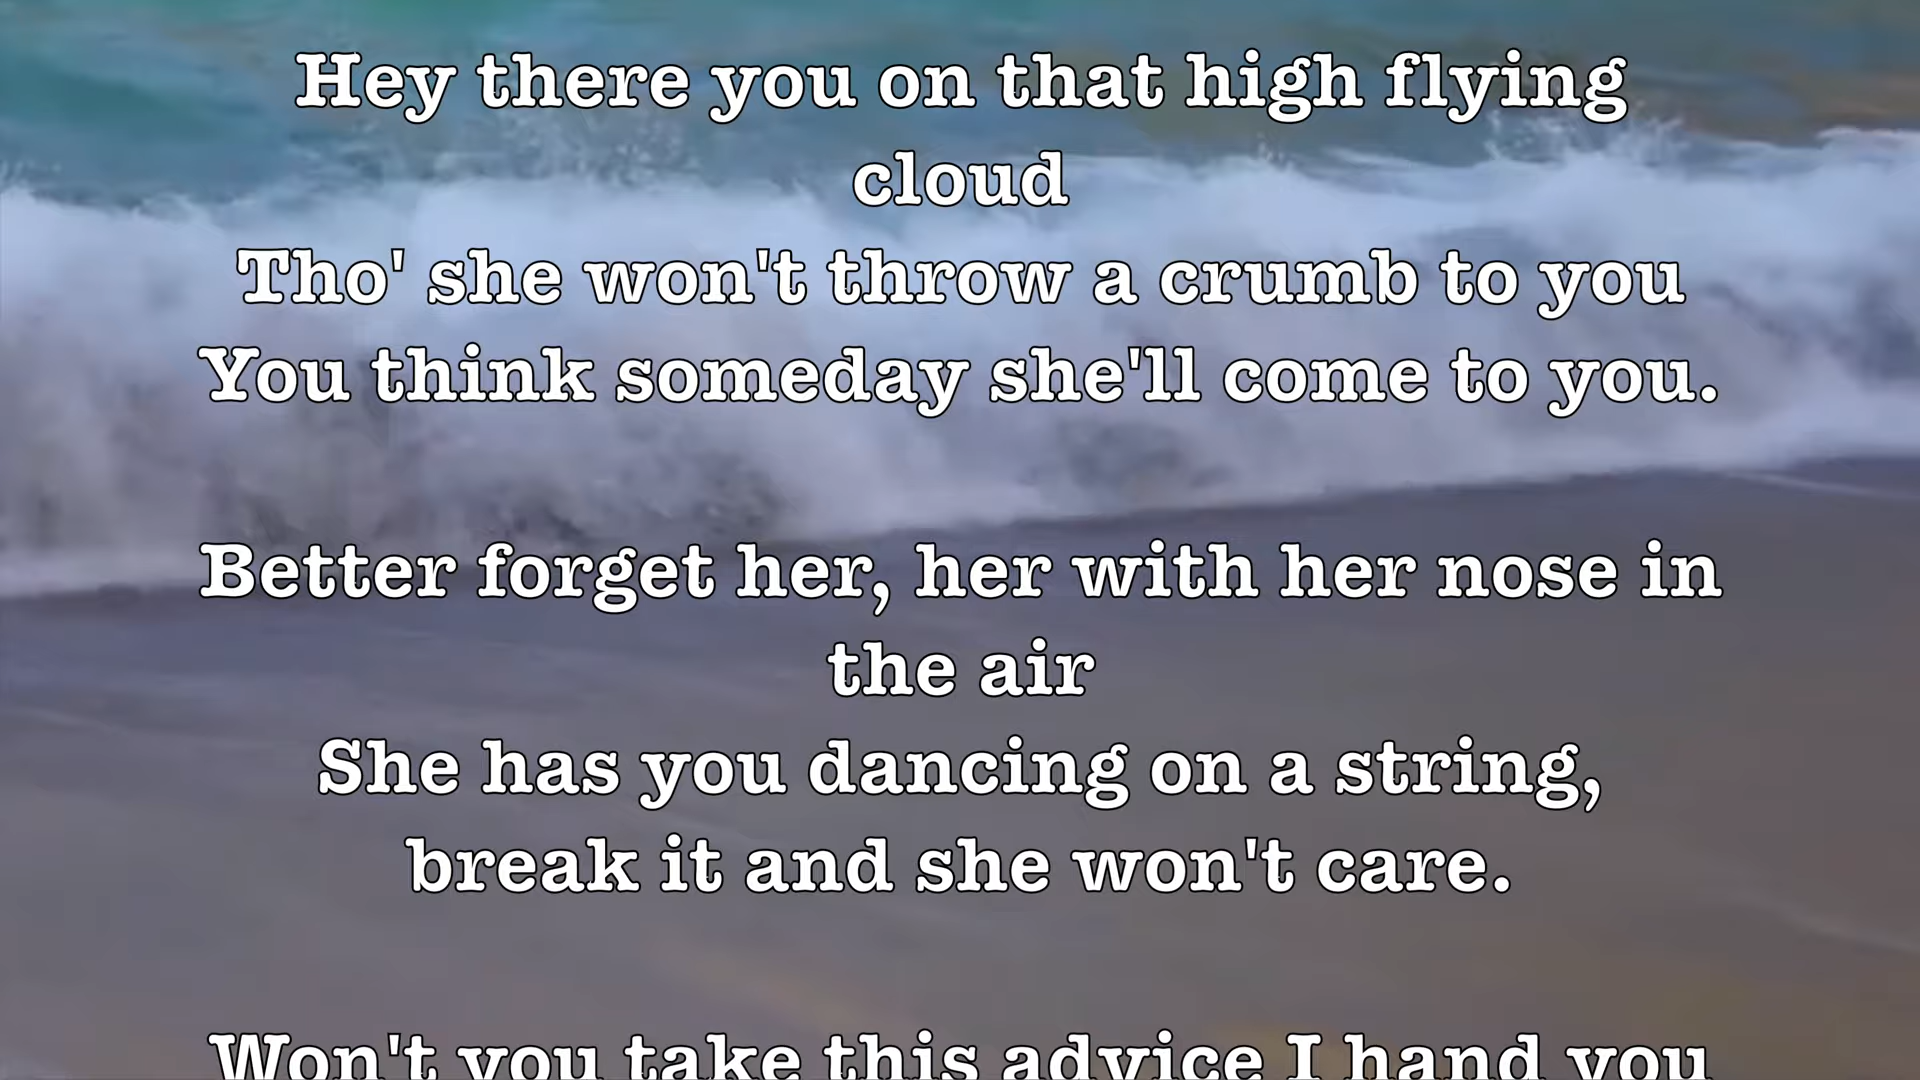 Hey there you on that high flying
cloud
Tho' she won't throw a crumb to you
You think someday she'll come to you.
Better forget her, her with her nose in
the air
She has you dancing on a string,
break it and she won't care.
Won't you take this advice I hand you